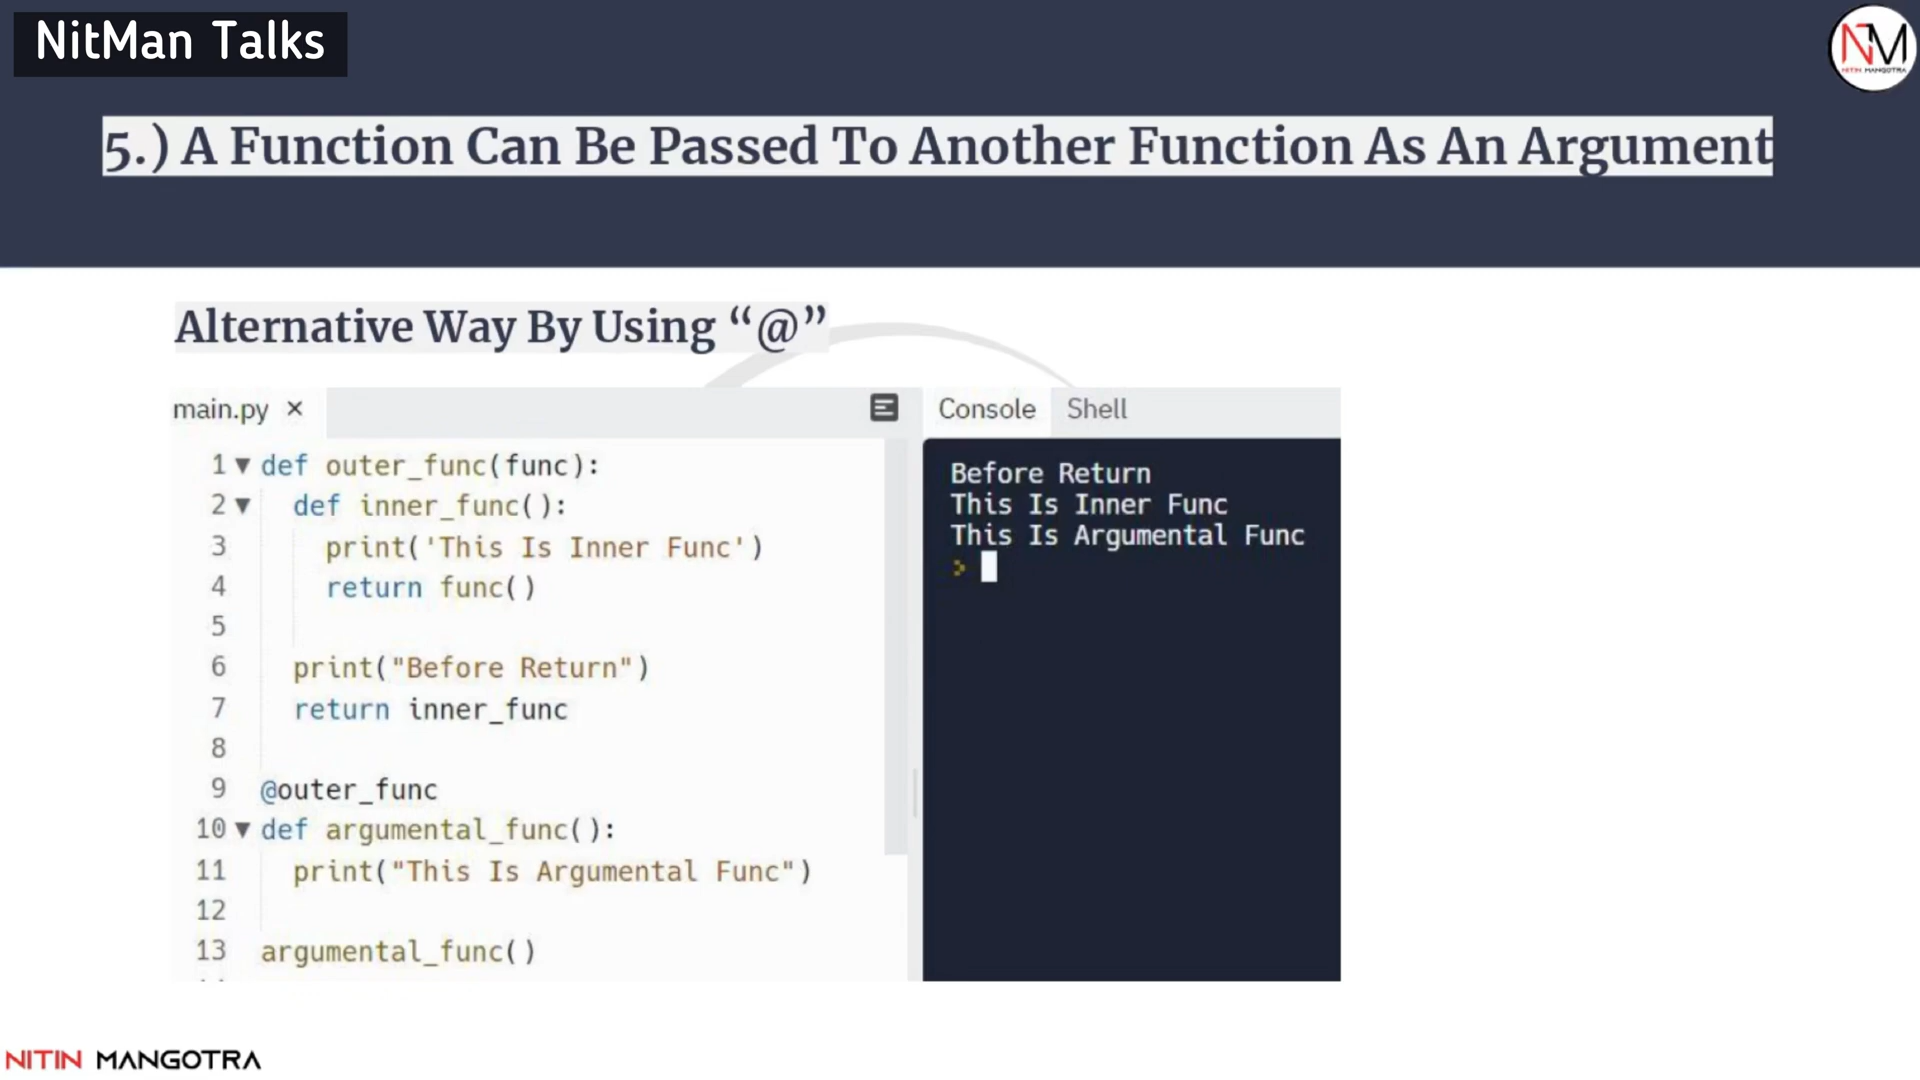 NitMan Talks
NM
NITIN MANGOTRA
5.) A Function Can Be Passed To Another Function As An Argument
Alternative Way By Using “@”
main.py ×
1 def outer_func(func):
2 def inner_func():
3 print('This Is Inner Func')
4 return func()
5
6 print("Before Return")
7 return inner_func
8
9 @outer_func
10 def argumental_func():
11 print("This Is Argumental Func")
12
13 argumental_func()
Console Shell
Before Return
This Is Inner Func
This Is Argumental Func
>
NITIN MANGOTRA